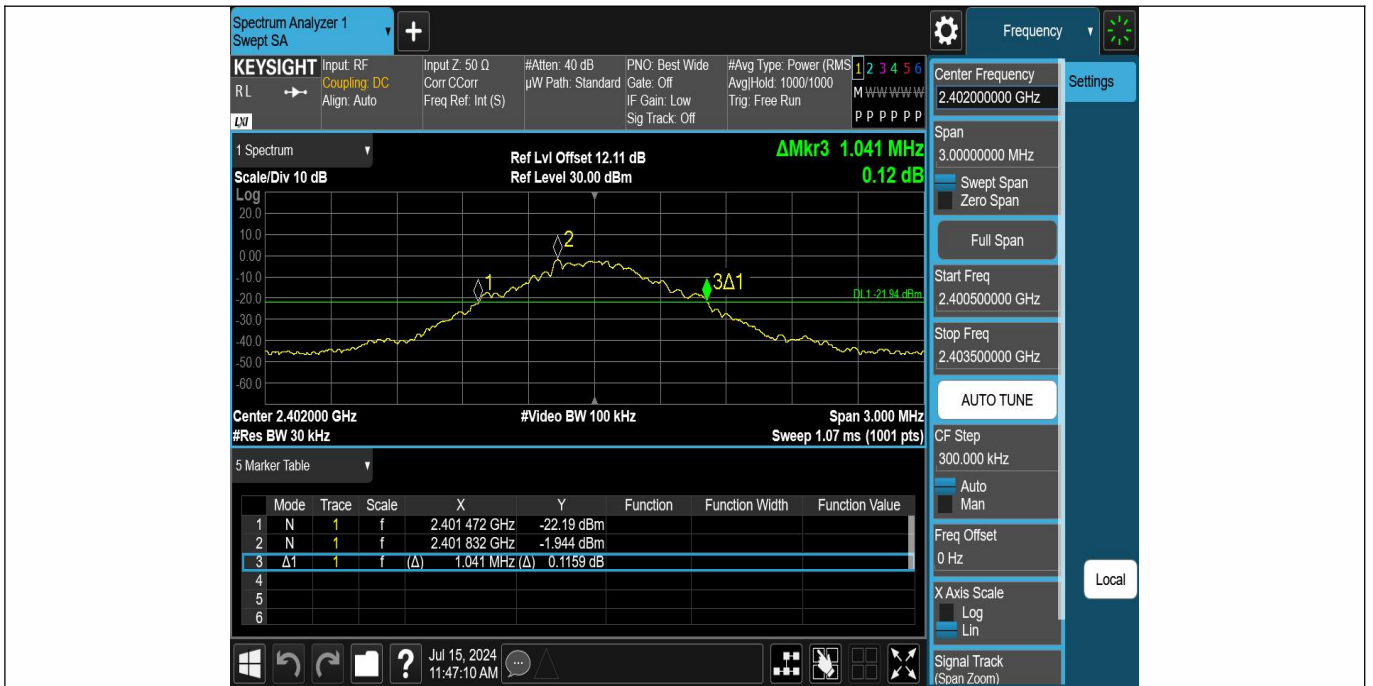 Spectrum Analyzer 1
Swept SA
+
Frequency
KEYSIGHT
RL
LXI
Input: RF
Coupling: DC
Align: Auto
Input Z: 50 Ω
Corr CCorr
Freq Ref: Int (S)
#Atten: 40 dB
µW Path: Standard
PNO: Best Wide
Gate: Off
IF Gain: Low
Sig Track: Off
#Avg Type: Power (RMS
Avg|Hold: 1000/1000
Trig: Free Run
1 2 3 4 5 6
M W W W W W
P P P P P P
1 Spectrum
Scale/Div 10 dB
Ref Lvl Offset 12.11 dB
Ref Level 30.00 dBm
ΔMkr3 1.041 MHz
0.12 dB
Log
20.0
10.0
0.00
-10.0
-20.0
-30.0
-40.0
-50.0
-60.0
1
2
3Δ1
DL1 -21.94 dBm
Center 2.402000 GHz
#Res BW 30 kHz
#Video BW 100 kHz
Span 3.000 MHz
Sweep 1.07 ms (1001 pts)
5 Marker Table
Mode Trace Scale X Y Function Function Width Function Value
1 N 1 f 2.401 472 GHz -22.19 dBm
2 N 1 f 2.401 832 GHz -1.944 dBm
3 Δ1 1 f (Δ) 1.041 MHz (Δ) 0.1159 dB
4
5
6
?
Jul 15, 2024
11:47:10 AM
Center Frequency
2.402000000 GHz
Span
3.00000000 MHz
Swept Span
Zero Span
Full Span
Start Freq
2.400500000 GHz
Stop Freq
2.403500000 GHz
AUTO TUNE
CF Step
300.000 kHz
Auto
Man
Freq Offset
0 Hz
X Axis Scale
Log
Lin
Signal Track
(Span Zoom)
Settings
Local